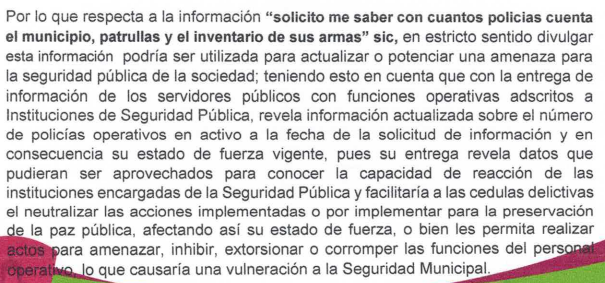 Por lo que respecta a la información “solicito me saber con cuantos policias cuenta
el municipio, patrullas y el inventario de sus armas” sic, en estricto sentido divulgar
esta información podría ser utilizada para actualizar o potenciar una amenaza para
la seguridad pública de la sociedad; teniendo esto en cuenta que con la entrega de
información de los servidores públicos con funciones operativas adscritos a
Instituciones de Seguridad Pública, revela información actualizada sobre el número
de policías operativos en activo a la fecha de la solicitud de información y en
consecuencia su estado de fuerza vigente, pues su entrega revela datos que
pudieran ser aprovechados para conocer la capacidad de reacción de las
instituciones encargadas de la Seguridad Pública y facilitaría a las cedulas delictivas
el neutralizar las acciones implementadas o por implementar para la preservación
de la paz pública, afectando así su estado de fuerza, o bien les permita realizar
actos para amenazar, inhibir, extorsionar o corromper las funciones del personal
operativo, lo que causaría una vulneración a la Seguridad Municipal.